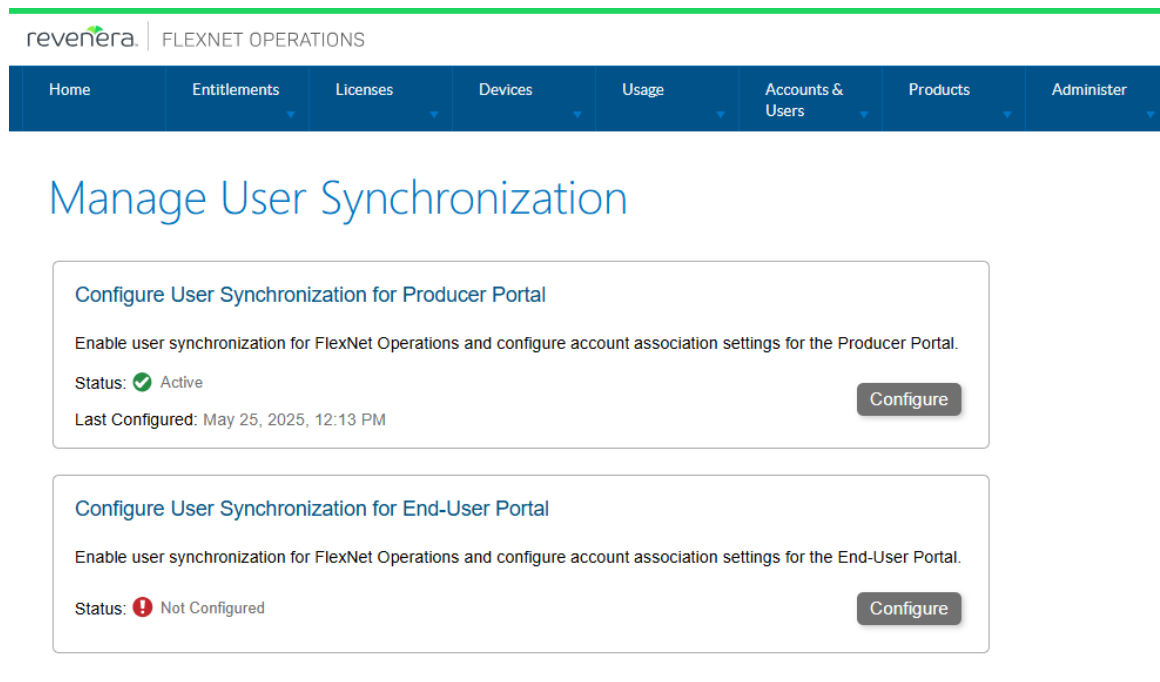 revenera. FLEXNET OPERATIONS
Home Entitlements Licenses Devices Usage Accounts & Users Products Administer
Manage User Synchronization
Configure User Synchronization for Producer Portal
Enable user synchronization for FlexNet Operations and configure account association settings for the Producer Portal.
Status: Active
Configure
Last Configured: May 25, 2025, 12:13 PM
Configure User Synchronization for End-User Portal
Enable user synchronization for FlexNet Operations and configure account association settings for the End-User Portal.
Status: Not Configured
Configure